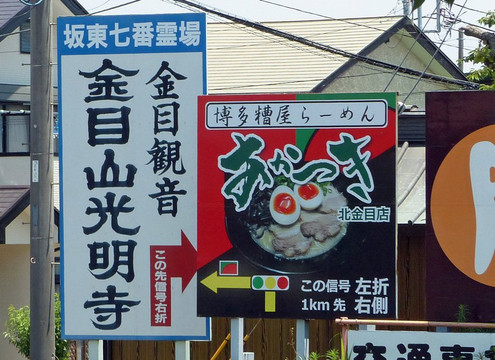 坂東七番霊場
金目観音
金目山光明寺
この先信号右折
博多糟屋らーめん
あかつき
北金目店
この信号 左折
1km先 右側